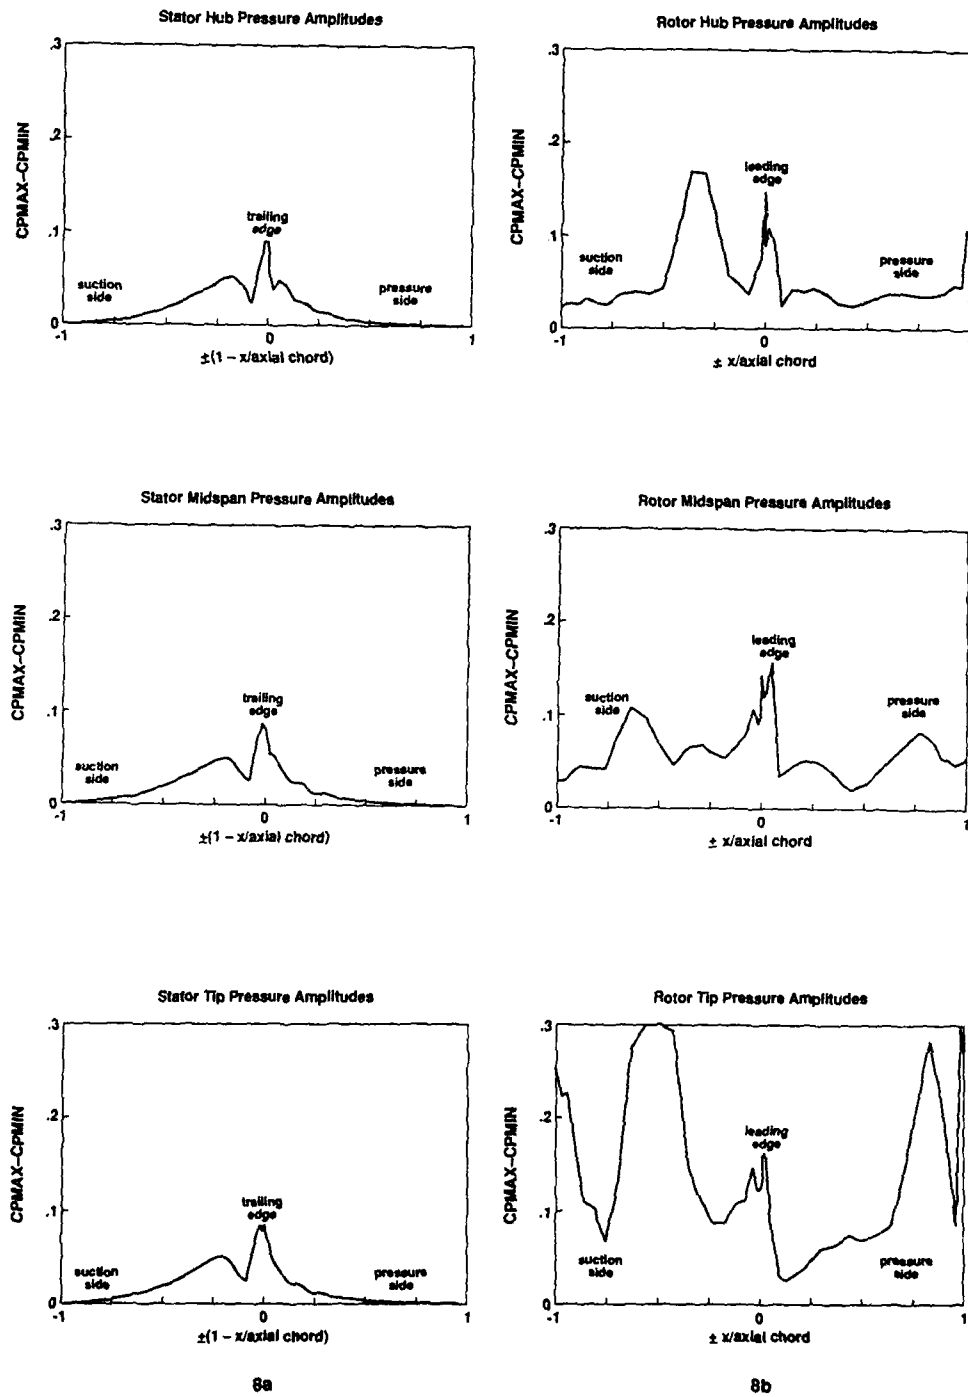 Stator Hub Pressure Amplitudes
.3
.2
.1
0
CPMAX–CPMIN
trailing
edge
suction
side
pressure
side
-1
0
1
±(1 – x/axial chord)
Rotor Hub Pressure Amplitudes
.3
.2
.1
0
CPMAX–CPMIN
leading
edge
suction
side
pressure
side
-1
0
1
± x/axial chord
Stator Midspan Pressure Amplitudes
.3
.2
.1
0
CPMAX–CPMIN
trailing
edge
suction
side
pressure
side
-1
0
1
±(1 – x/axial chord)
Rotor Midspan Pressure Amplitudes
.3
.2
.1
0
CPMAX–CPMIN
leading
edge
suction
side
pressure
side
-1
0
1
± x/axial chord
Stator Tip Pressure Amplitudes
.3
.2
.1
0
CPMAX–CPMIN
trailing
edge
suction
side
pressure
side
-1
0
1
±(1 – x/axial chord)
8a
Rotor Tip Pressure Amplitudes
.3
.2
.1
0
CPMAX–CPMIN
leading
edge
suction
side
pressure
side
-1
0
1
± x/axial chord
8b